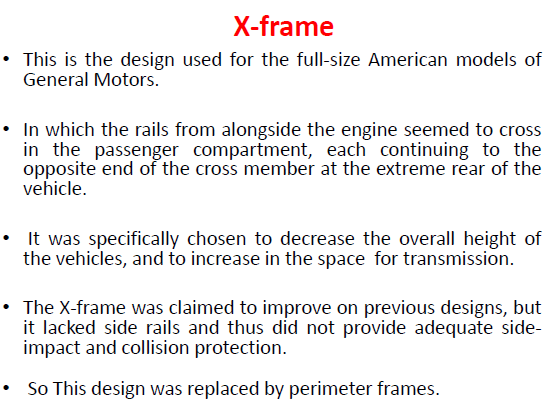 X-frame
• This is the design used for the full-size American models of
General Motors.
• In which the rails from alongside the engine seemed to cross
in the passenger compartment, each continuing to the
opposite end of the cross member at the extreme rear of the
vehicle.
• It was specifically chosen to decrease the overall height of
the vehicles, and to increase in the space for transmission.
• The X-frame was claimed to improve on previous designs, but
it lacked side rails and thus did not provide adequate side-
impact and collision protection.
• So This design was replaced by perimeter frames.